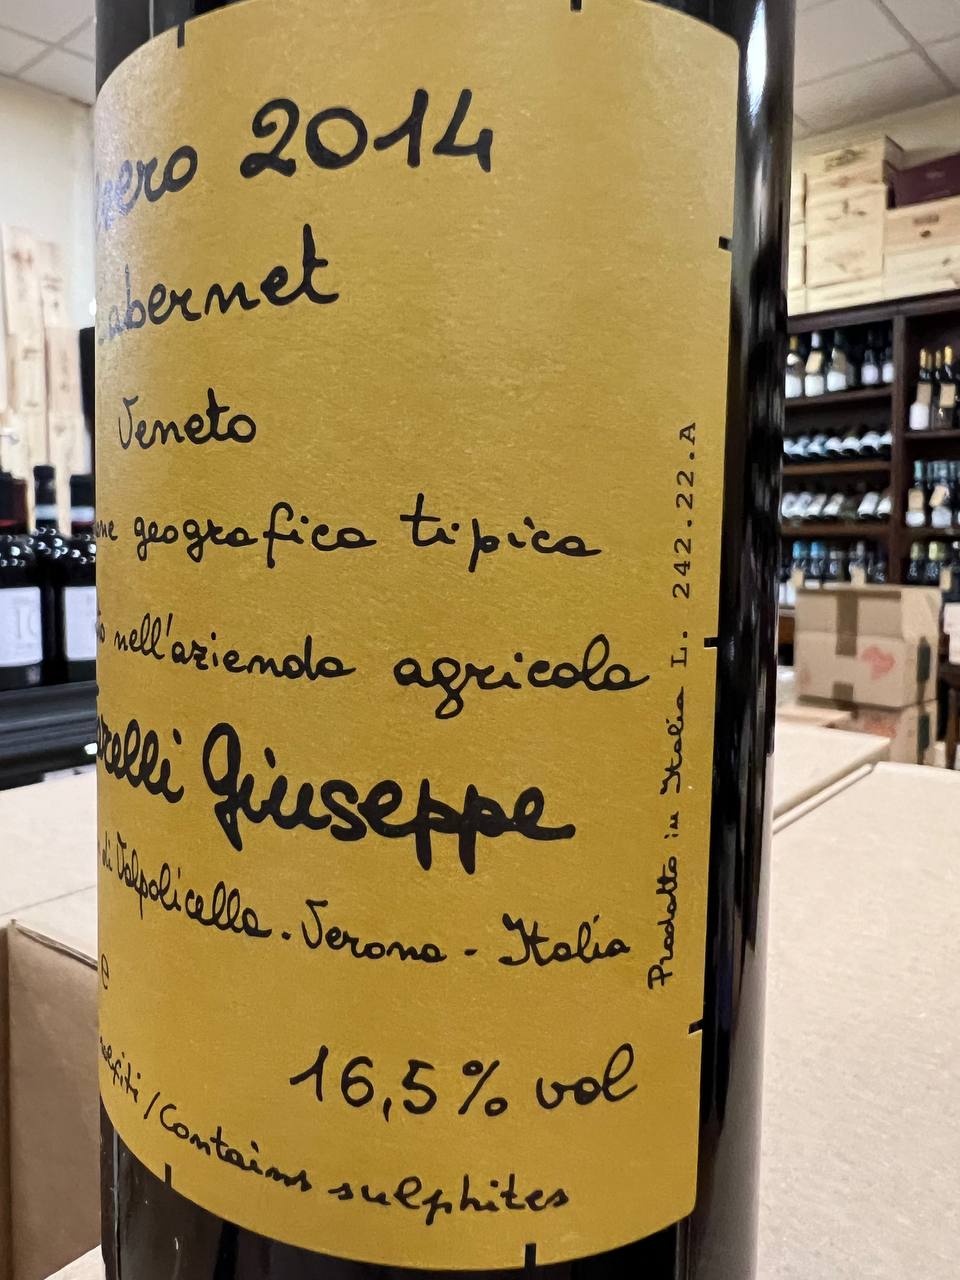 2014
abernet
Veneto
geografica tipica
nell'azienda agricola
Giuseppe
di Valpolicella - Verona - Italia
e
16,5% vol
/Contains sulphites
Prodotto in Italia L. 242.22.A